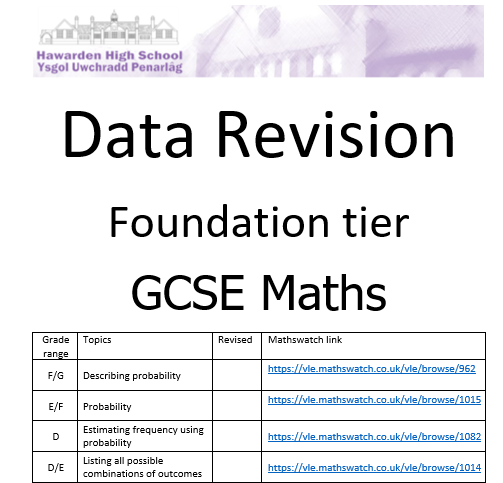 Hawarden High School
Ysgol Uwchradd Penarlâg
Data Revision
Foundation tier
GCSE Maths
Grade range Topics Revised Mathswatch link
F/G Describing probability https://vle.mathswatch.co.uk/vle/browse/962
E/F Probability https://vle.mathswatch.co.uk/vle/browse/1015
D Estimating frequency using probability https://vle.mathswatch.co.uk/vle/browse/1082
D/E Listing all possible combinations of outcomes https://vle.mathswatch.co.uk/vle/browse/1014